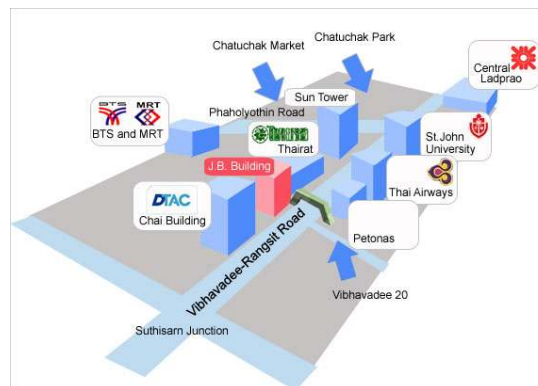 Chatuchak Park
Chatuchak Market
Central
Ladprao
Sun Tower
BTS
MRT
BTS and MRT
Phaholyothin Road
Thairat
St.John
University
J.B. Building
DTAC
Chai Building
Thai Airways
Petonas
Vibhavadee-Rangsit Road
Vibhavadee 20
Suthisarn Junction